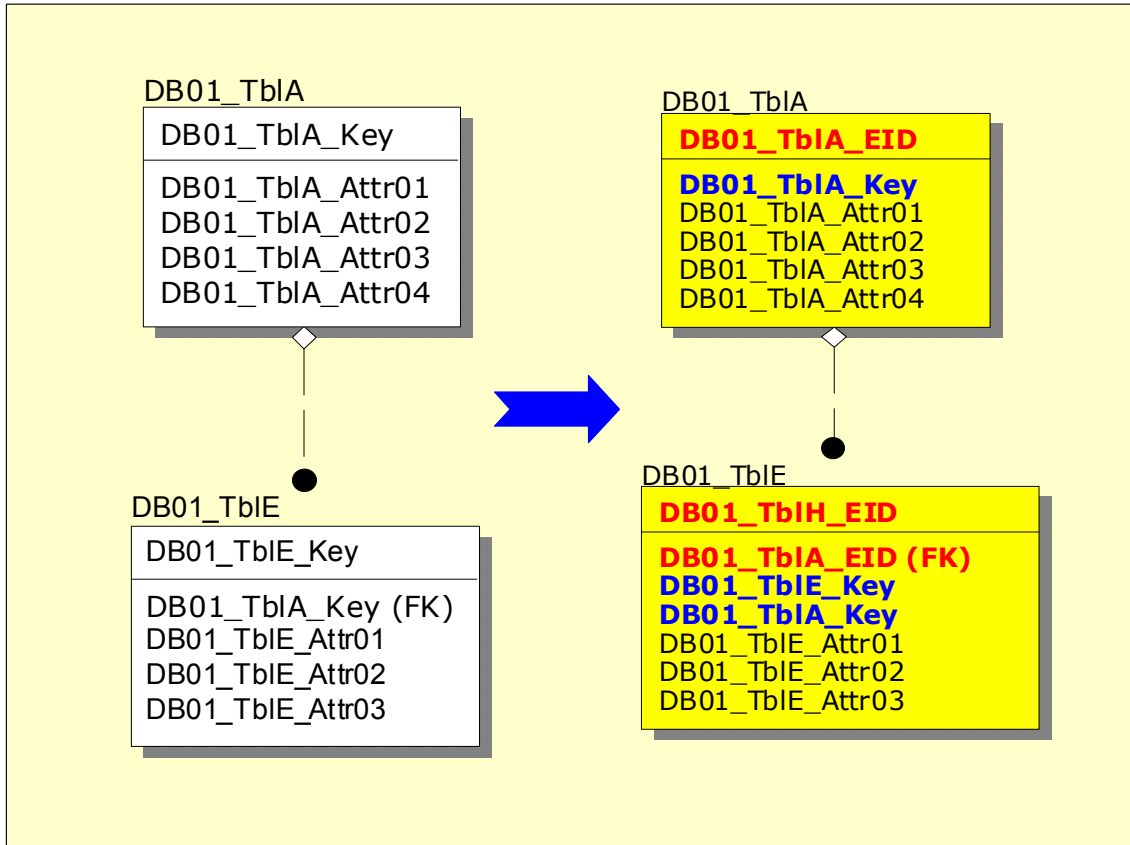 DB01_TblA
DB01_TblA_Key
DB01_TblA_Attr01
DB01_TblA_Attr02
DB01_TblA_Attr03
DB01_TblA_Attr04
DB01_TblE
DB01_TblE_Key
DB01_TblA_Key (FK)
DB01_TblE_Attr01
DB01_TblE_Attr02
DB01_TblE_Attr03
DB01_TblA
DB01_TblA_EID
DB01_TblA_Key
DB01_TblA_Attr01
DB01_TblA_Attr02
DB01_TblA_Attr03
DB01_TblA_Attr04
DB01_TblE
DB01_TblH_EID
DB01_TblA_EID (FK)
DB01_TblE_Key
DB01_TblA_Key
DB01_TblE_Attr01
DB01_TblE_Attr02
DB01_TblE_Attr03